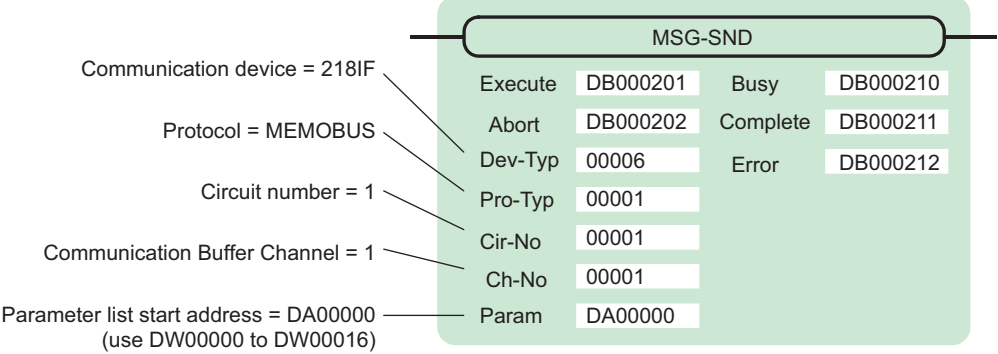 MSG-SND
Communication device = 218IF
Execute DB000201 Busy DB000210
Protocol = MEMOBUS
Abort DB000202 Complete DB000211
Dev-Typ 00006 Error DB000212
Circuit number = 1
Pro-Typ 00001
Cir-No 00001
Communication Buffer Channel = 1
Ch-No 00001
Parameter list start address = DA00000
(use DW00000 to DW00016)
Param DA00000